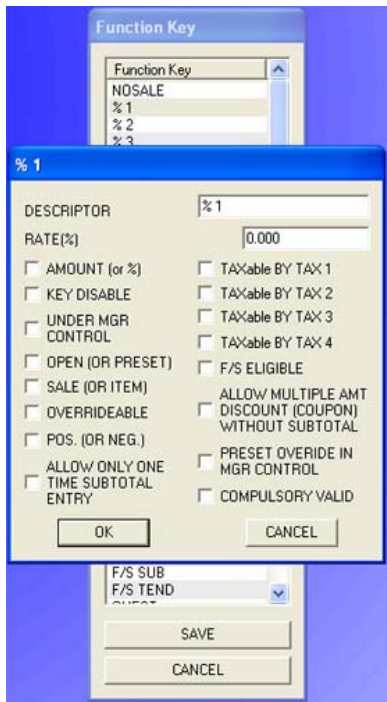 Function Key
Function Key
NOSALE
% 1
% 2
% 3
% 1
DESCRIPTOR
% 1
RATE(%)
0.000
AMOUNT (or %)
KEY DISABLE
UNDER MGR
CONTROL
OPEN (OR PRESET)
SALE (OR ITEM)
OVERRIDEABLE
POS. (OR NEG.)
ALLOW ONLY ONE
TIME SUBTOTAL
ENTRY
TAXable BY TAX 1
TAXable BY TAX 2
TAXable BY TAX 3
TAXable BY TAX 4
F/S ELIGIBLE
ALLOW MULTIPLE AMT
DISCOUNT (COUPON)
WITHOUT SUBTOTAL
PRESET OVERIDE IN
MGR CONTROL
COMPULSORY VALID
OK
CANCEL
F/S SUB
F/S TEND
SAVE
CANCEL